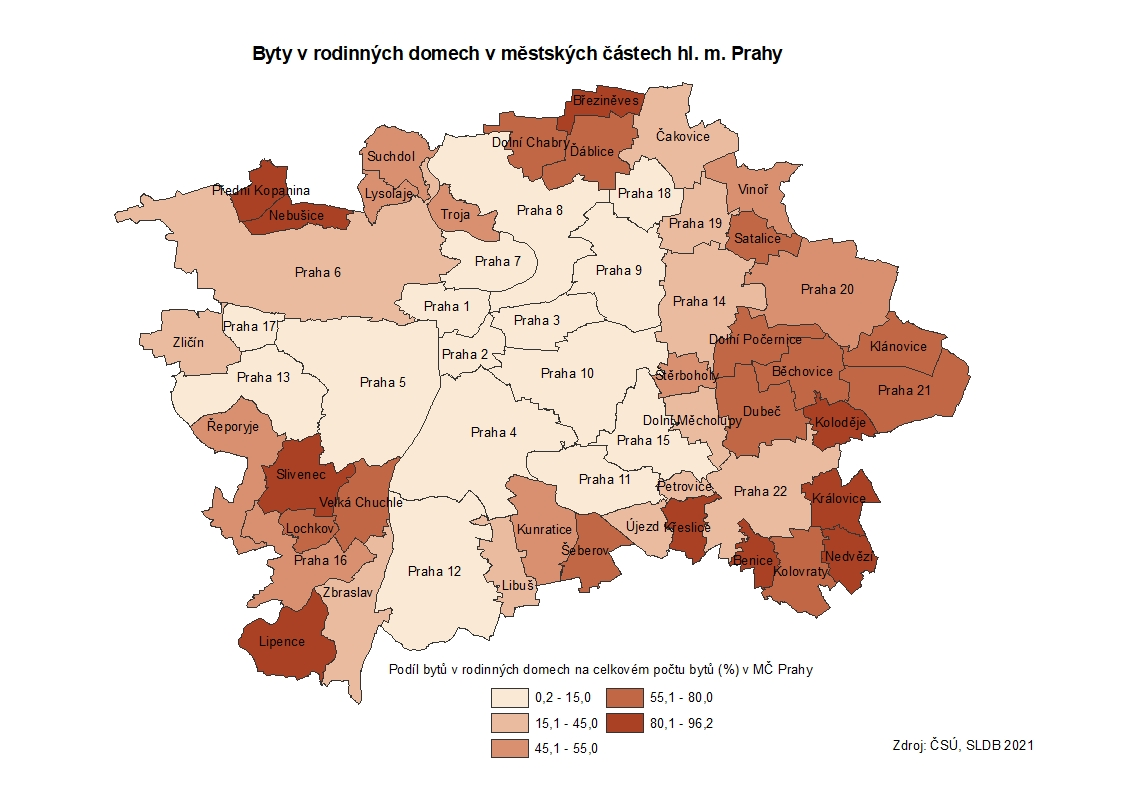 Byty v rodinných domech v městských částech hl. m. Prahy
Březiněves
Čakovice
Dolní Chabry
Ďáblice
Suchdol
Přední Kopanina
Lysolaje
Praha 18
Vinoř
Nebušice
Troja
Praha 8
Praha 19
Satalice
Praha 7
Praha 9
Praha 6
Praha 20
Praha 14
Praha 1
Praha 3
Praha 17
Zličín
Dolní Počernice
Klánovice
Praha 2
Praha 13
Praha 5
Praha 10
Štěrboholy
Běchovice
Praha 21
Dubeč
Dolní Měcholupy
Koloděje
Řeporyje
Praha 4
Praha 15
Slivenec
Praha 11
Petrovice
Praha 22
Královice
Velká Chuchle
Lochkov
Kunratice
Újezd
Křeslice
Šeberov
Praha 16
Benice
Nedvězí
Praha 12
Kolovraty
Libuš
Zbraslav
Lipence
Podíl bytů v rodinných domech na celkovém počtu bytů (%) v MČ Prahy
0,2 - 15,0
55,1 - 80,0
15,1 - 45,0
80,1 - 96,2
45,1 - 55,0
Zdroj: ČSÚ, SLDB 2021